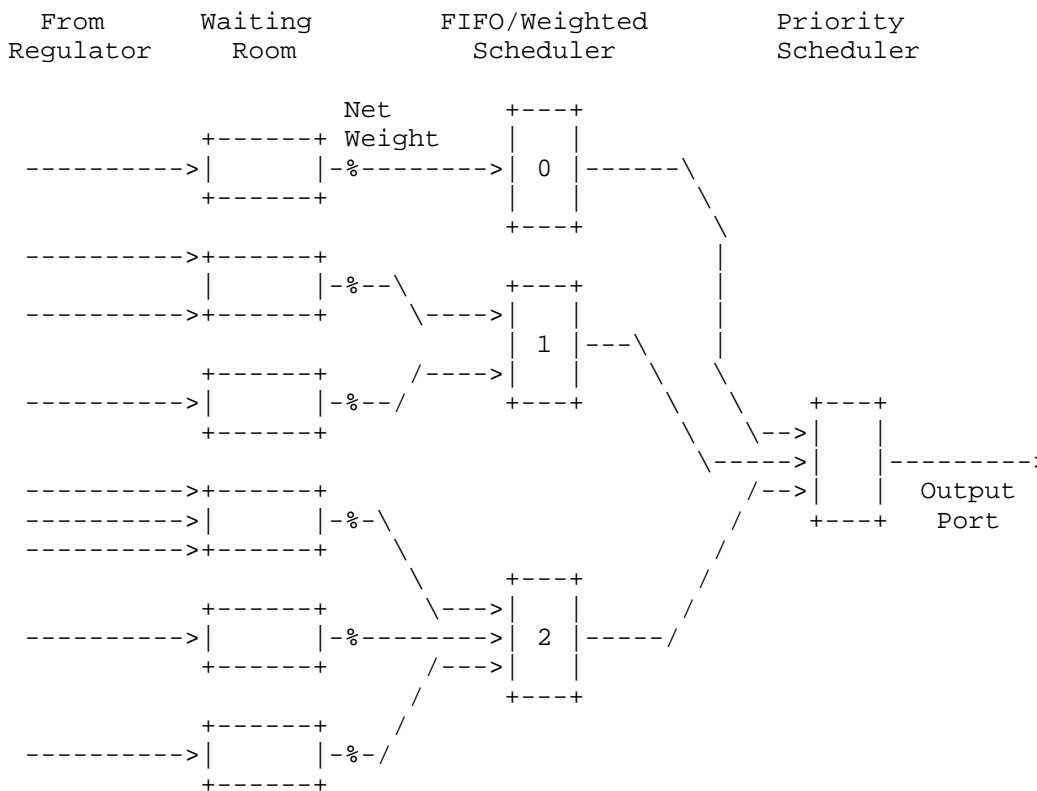 From Waiting FIFO/Weighted Priority
Regulator Room Scheduler Scheduler
Net
Weight
%
0
%
1
%
%
Output
Port
%
2
%